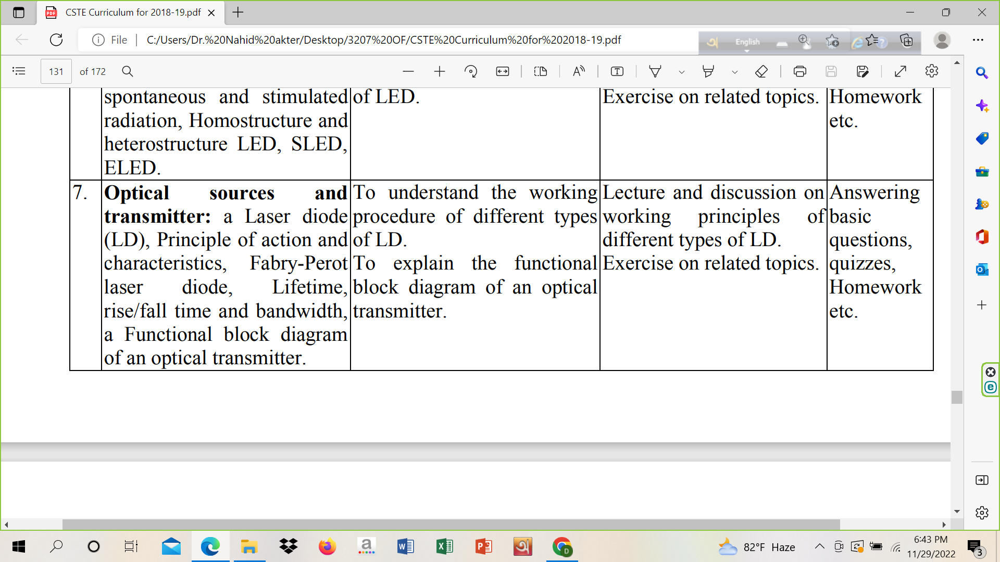 CSTE Curriculum for 2018-19.pdf
File
C:/Users/Dr.%20Nahid%20akter/Desktop/3207%20OF/CSTE%20Curriculum%20for%202018-19.pdf
English
131 of 172
spontaneous and stimulated
radiation, Homostructure and
heterostructure LED, SLED,
ELED.
of LED.
Exercise on related topics.
Homework
etc.
7.
Optical sources and
transmitter: a Laser diode
(LD), Principle of action and
characteristics, Fabry-Perot
laser diode, Lifetime,
rise/fall time and bandwidth,
a Functional block diagram
of an optical transmitter.
To understand the working
procedure of different types
of LD.
To explain the functional
block diagram of an optical
transmitter.
Lecture and discussion on
working principles of
different types of LD.
Exercise on related topics.
Answering
basic
questions,
quizzes,
Homework
etc.
82°F Haze
6:43 PM
11/29/2022
3